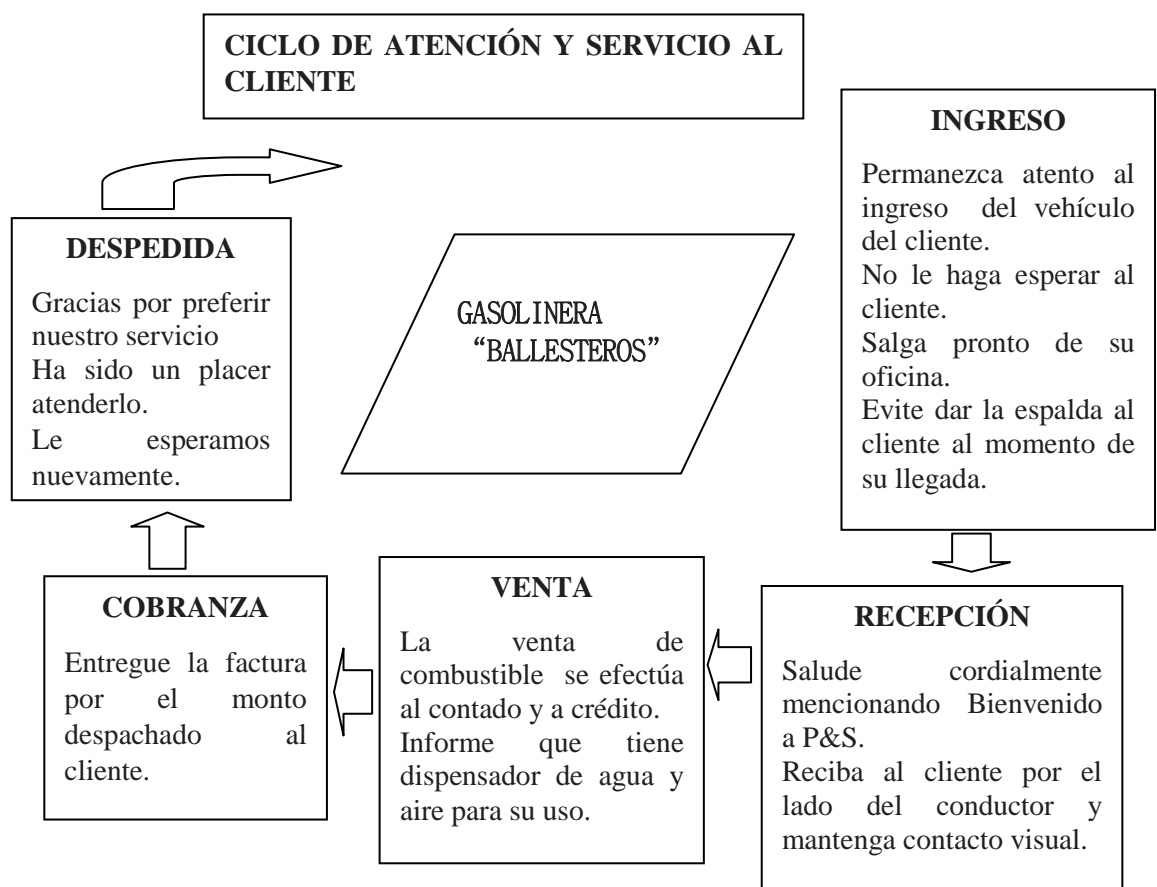 CICLO DE ATENCIÓN Y SERVICIO AL
CLIENTE
INGRESO
Permanezca atento al
ingreso del vehículo
del cliente.
No le haga esperar al
cliente.
Salga pronto de su
oficina.
Evite dar la espalda al
cliente al momento de
su llegada.
RECEPCIÓN
Salude cordialmente
mencionando Bienvenido
a P&S.
Reciba al cliente por el
lado del conductor y
mantenga contacto visual.
VENTA
La venta de
combustible se efectúa
al contado y a crédito.
Informe que tiene
dispensador de agua y
aire para su uso.
COBRANZA
Entregue la factura
por el monto
despachado al
cliente.
DESPEDIDA
Gracias por preferir
nuestro servicio
Ha sido un placer
atenderlo.
Le esperamos
nuevamente.
GASOLINERA
“BALLESTEROS”